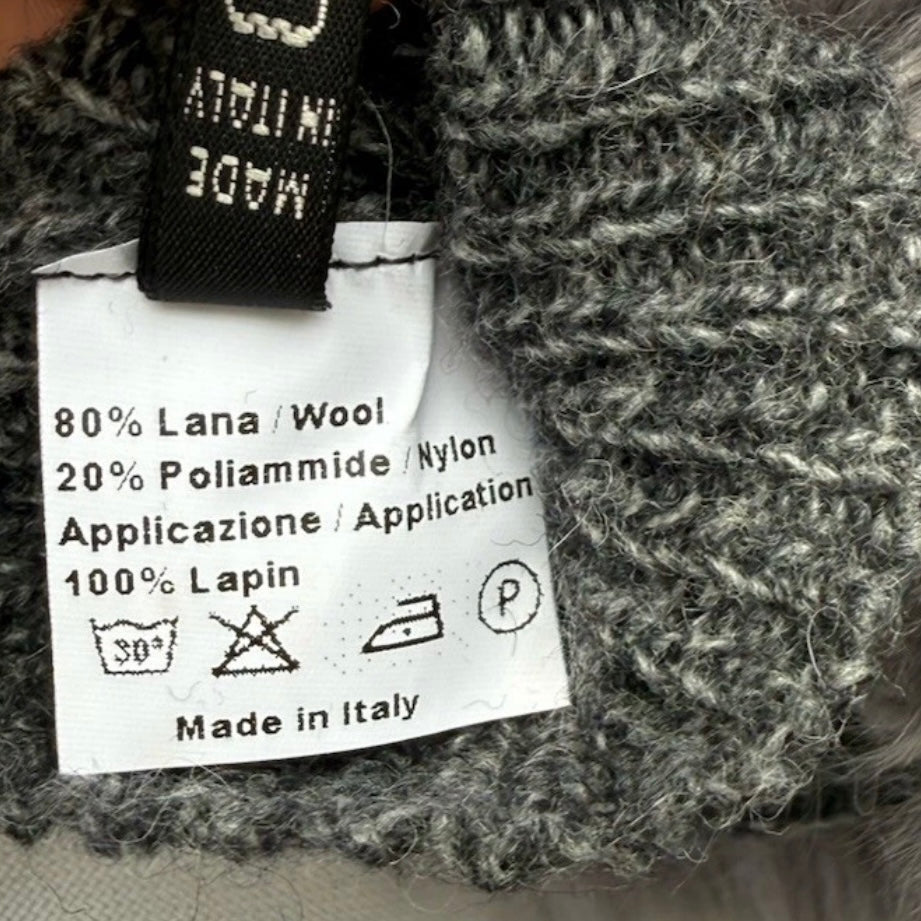 MADE
IN ITALY
80% Lana / Wool
20% Poliammide / Nylon
Applicazione / Application
100% Lapin
30°
P
Made in Italy